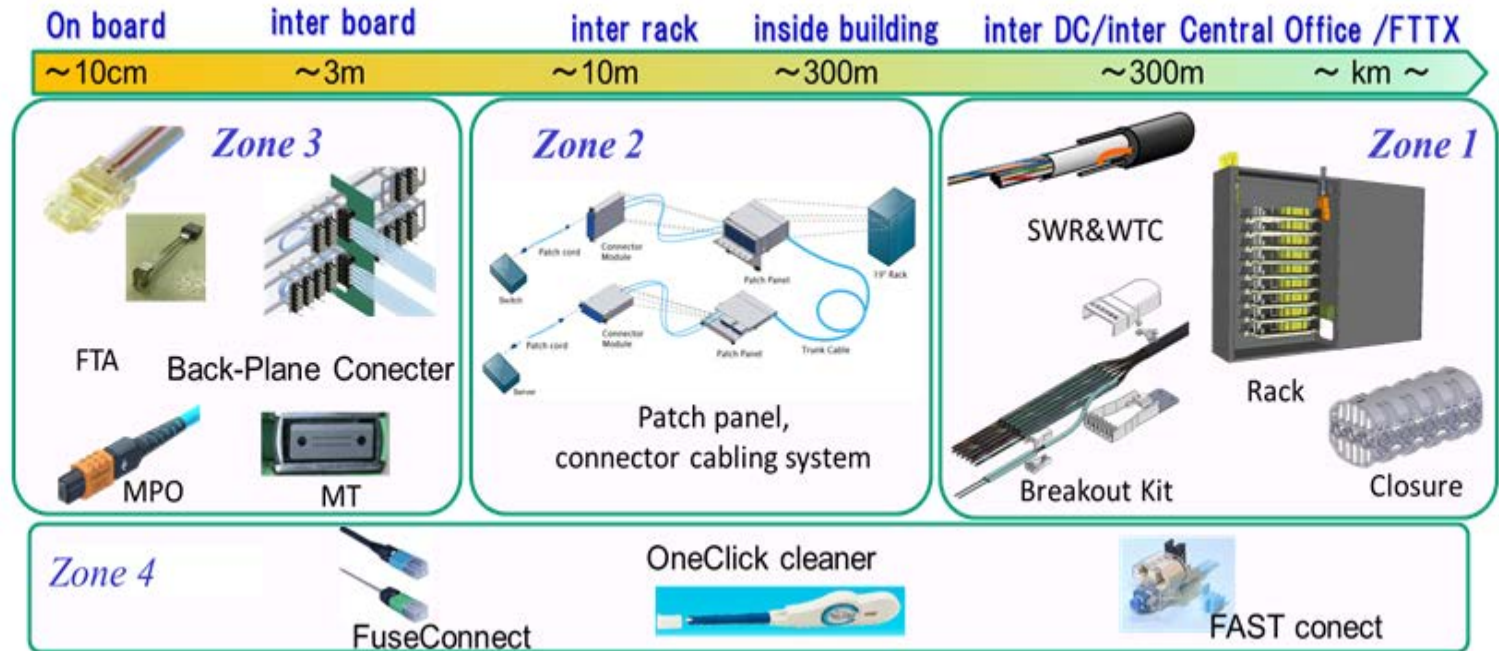 On board
inter board
inter rack
inside building
inter DC/inter Central Office /FTTX
～10cm
～3m
～10m
～300m
～300m
～ km ～
Zone 3
FTA
Back-Plane Conecter
MPO
MT
Zone 2
Patch cord
Connector
Module
Switch
Patch Panel
19" Rack
Patch cord
Connector
Module
Server
Patch Panel
Trunk Cable
Patch panel,
connector cabling system
Zone 1
SWR&WTC
Rack
Breakout Kit
Closure
Zone 4
FuseConnect
OneClick cleaner
FAST conect